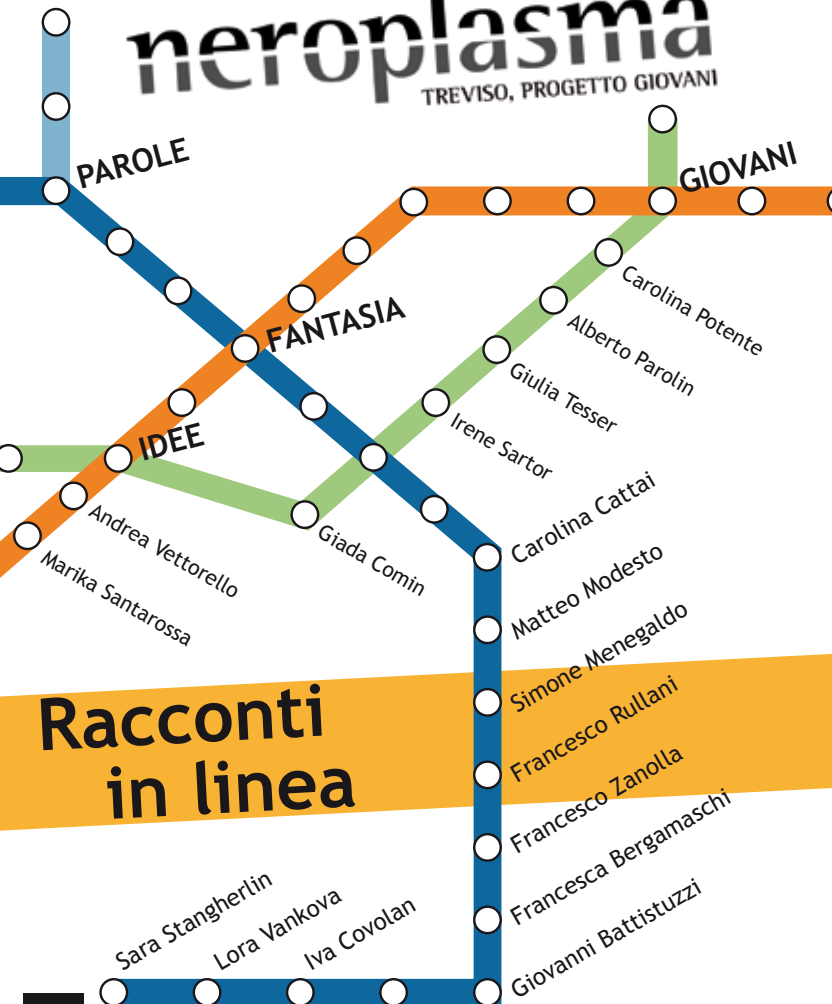 neroplasma
TREVISO, PROGETTO GIOVANI
PAROLE
GIOVANI
FANTASIA
IDEE
Carolina Potente
Alberto Parolin
Giulia Tesser
Irene Sartor
Giada Comin
Andrea Vettorello
Marika Santarossa
Carolina Cattai
Matteo Modesto
Simone Menegaldo
Francesco Rullani
Francesco Zanolla
Francesca Bergamaschi
Giovanni Battistuzzi
Racconti
in linea
Sara Stangherlin
Lora Vankova
Iva Covolan